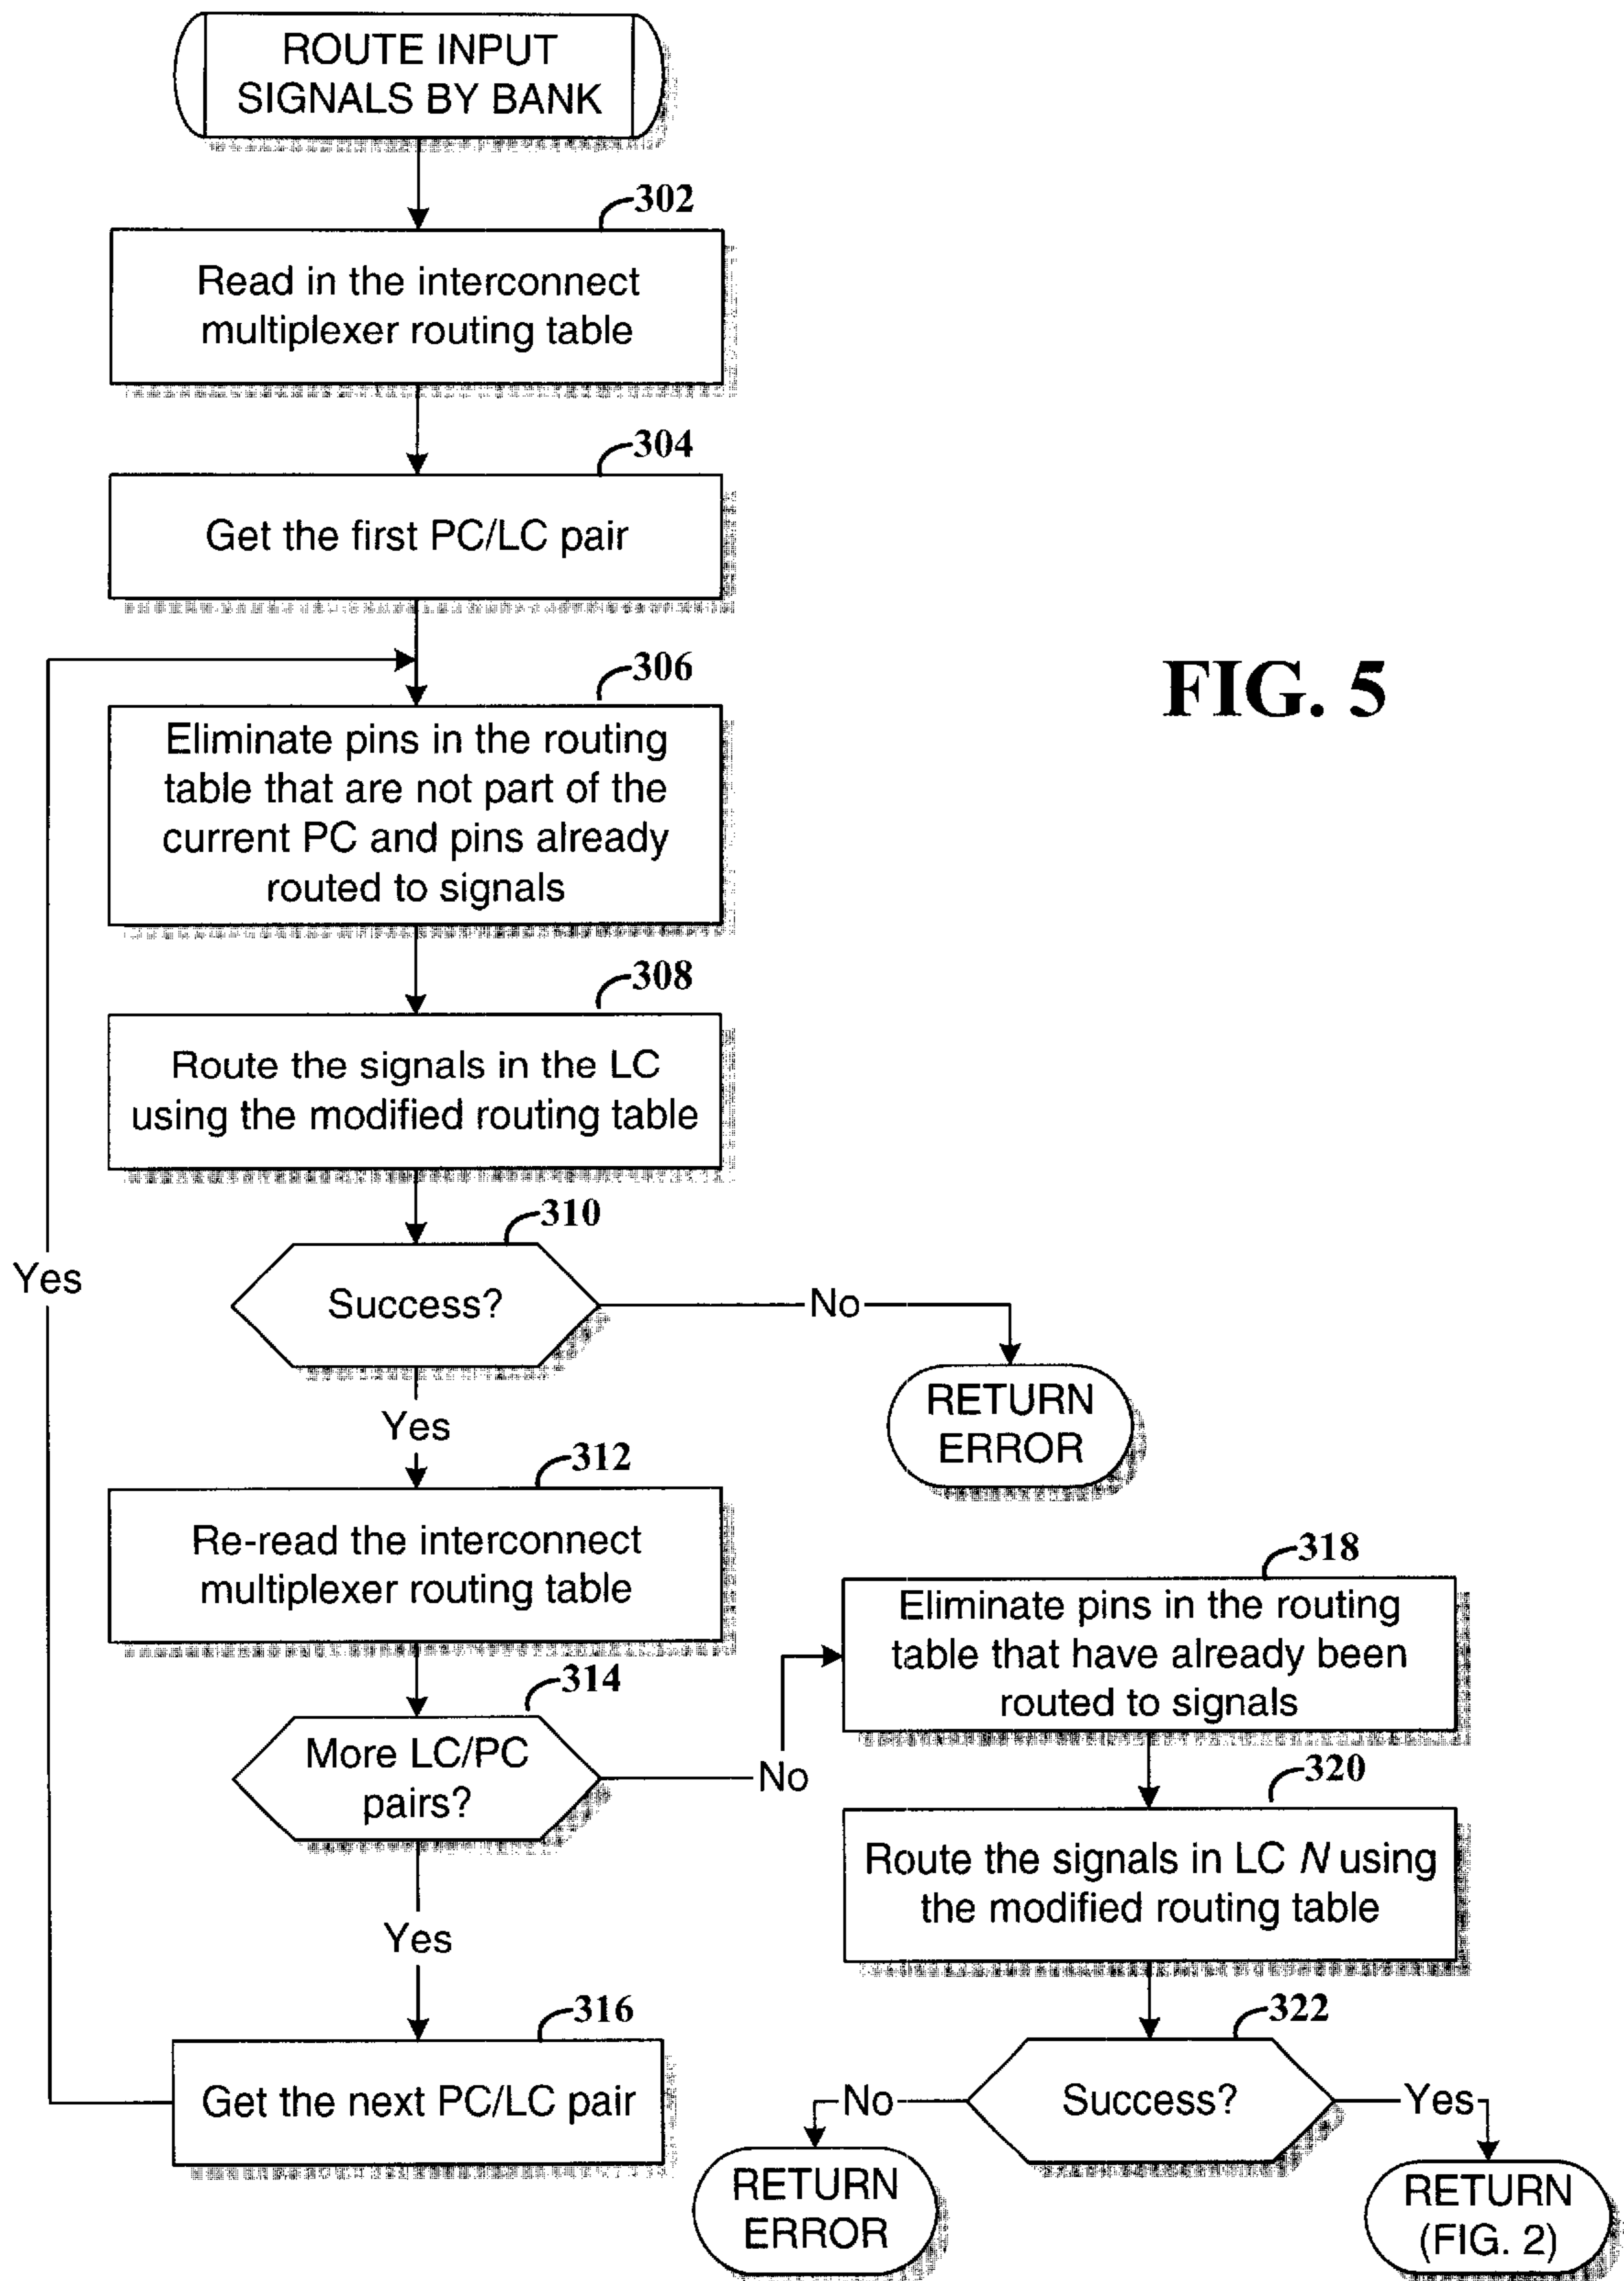 ROUTE INPUT
SIGNALS BY BANK
302
Read in the interconnect
multiplexer routing table
304
Get the first PC/LC pair
306
FIG. 5
Eliminate pins in the routing
table that are not part of the
current PC and pins already
routed to signals
308
Route the signals in the LC
using the modified routing table
310
Yes
Success?
No
RETURN
ERROR
Yes
312
Re-read the interconnect
multiplexer routing table
314
More LC/PC
pairs?
No
318
Eliminate pins in the routing
table that have already been
routed to signals
320
Route the signals in LC N using
the modified routing table
Yes
316
Get the next PC/LC pair
322
Success?
No
Yes
RETURN
ERROR
RETURN
(FIG. 2)